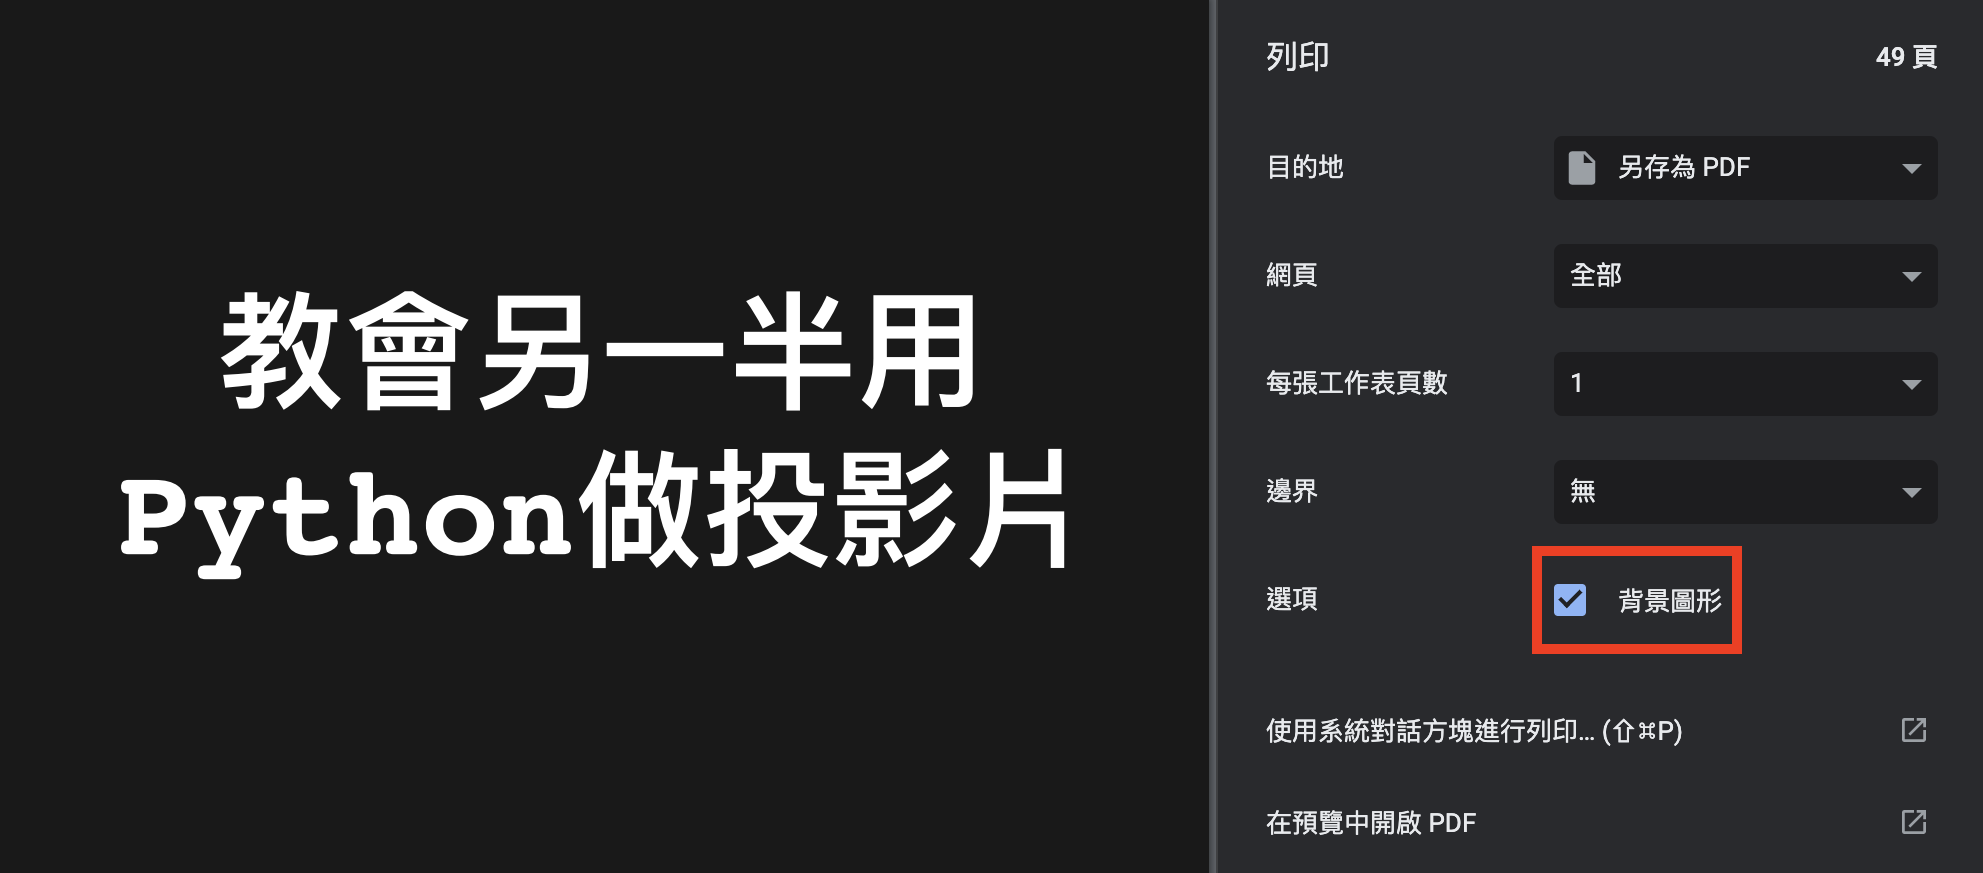 教會另一半用
Python做投影片
列印 49 頁
目的地 另存為 PDF
網頁 全部
每張工作表頁數 1
邊界 無
選項 背景圖形
使用系統對話方塊進行列印... (⇧⌘P)
在預覽中開啟 PDF